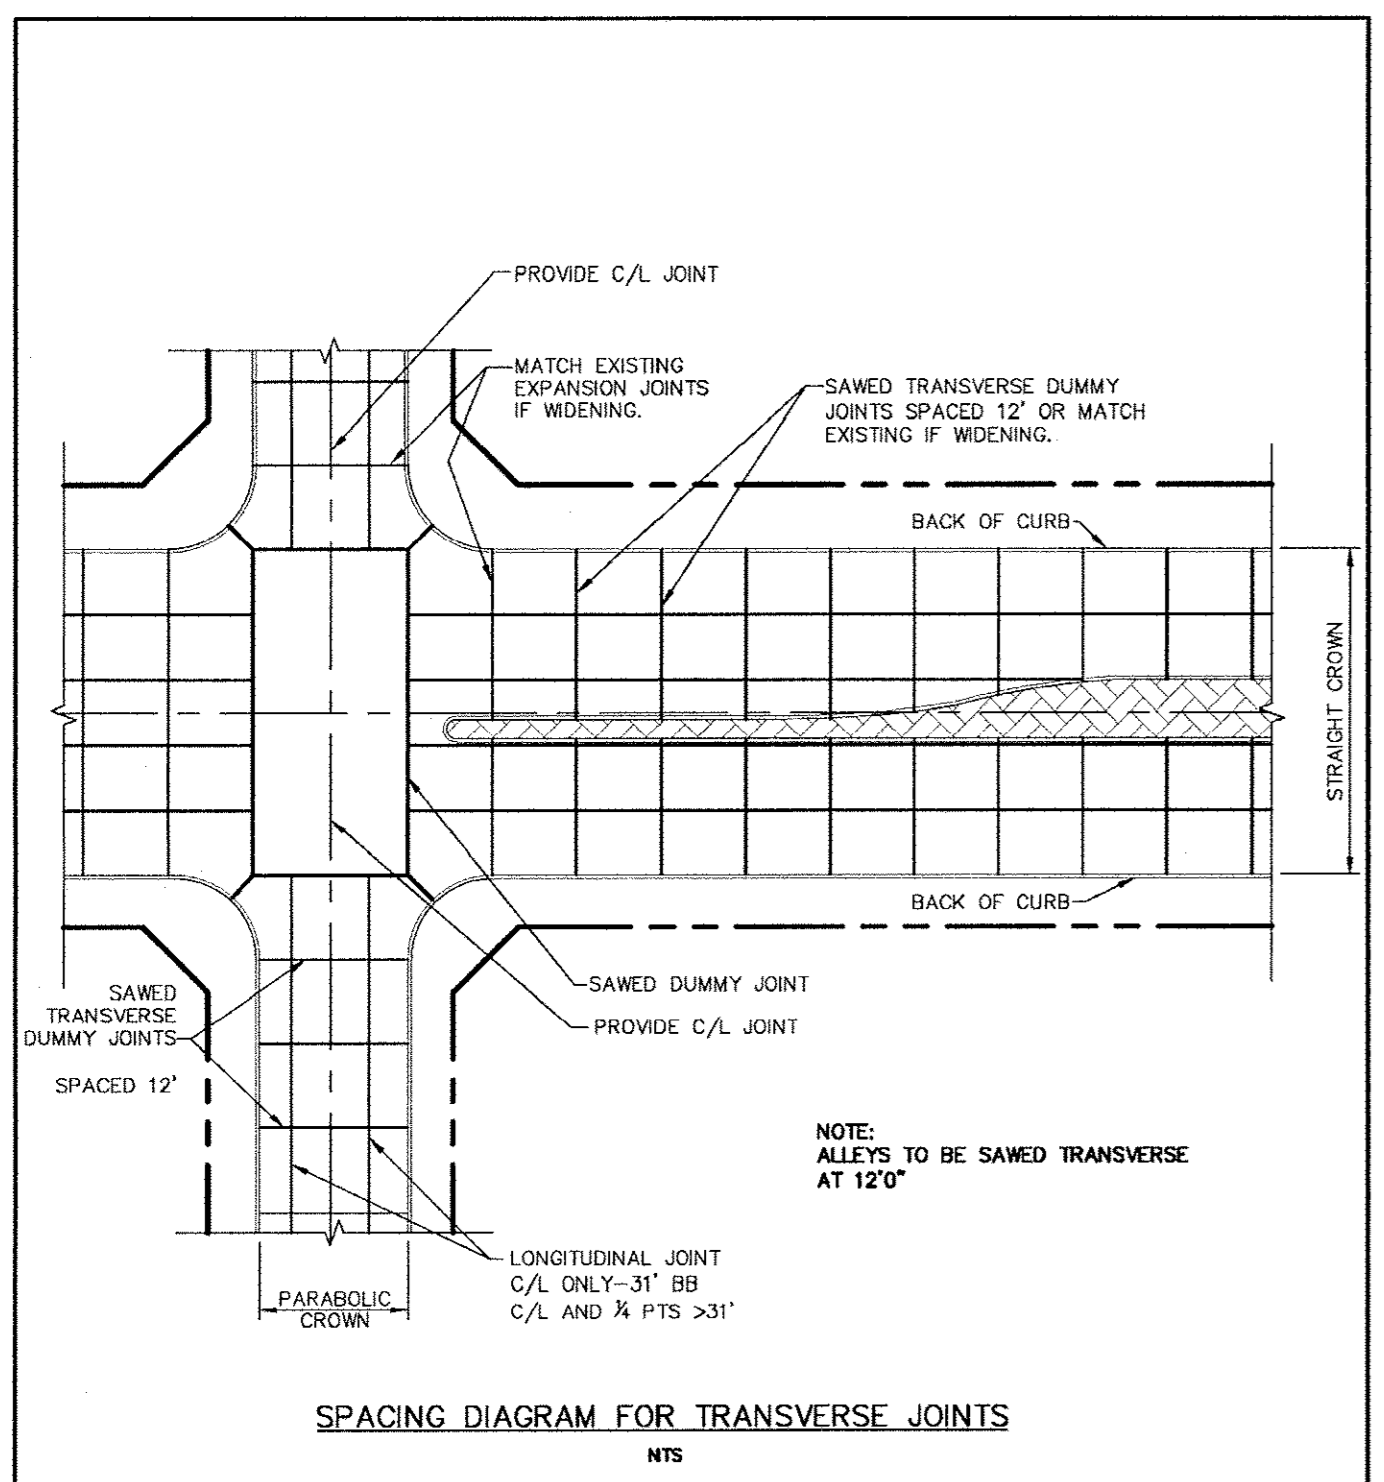 PROVIDE C/L JOINT
MATCH EXISTING
EXPANSION JOINTS
IF WIDENING.
SAWED TRANSVERSE DUMMY
JOINTS SPACED 12' OR MATCH
EXISTING IF WIDENING.
BACK OF CURB
STRAIGHT CROWN
BACK OF CURB
SAWED DUMMY JOINT
PROVIDE C/L JOINT
SAWED
TRANSVERSE
DUMMY JOINTS
SPACED 12'
NOTE:
ALLEYS TO BE SAWED TRANSVERSE
AT 12'0"
LONGITUDINAL JOINT
C/L ONLY-31' BB
C/L AND ¼ PTS >31'
PARABOLIC
CROWN
SPACING DIAGRAM FOR TRANSVERSE JOINTS
NTS